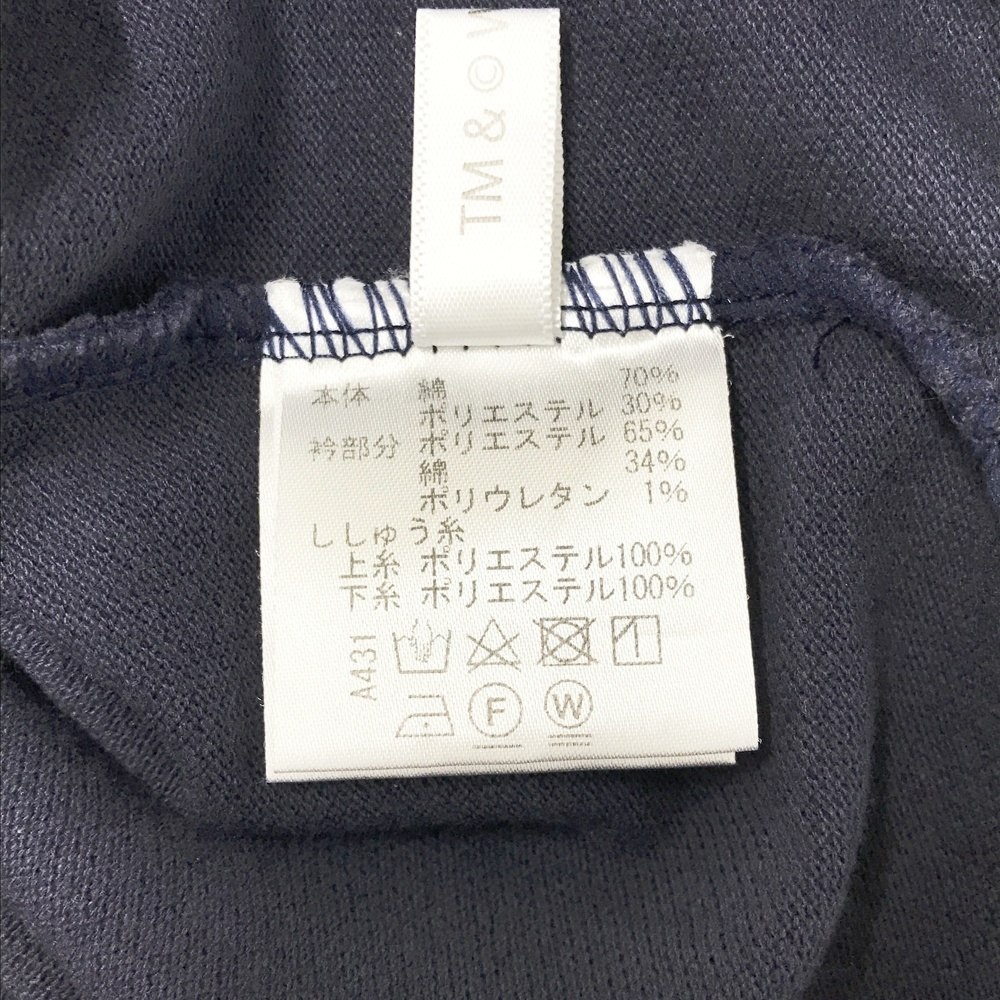 TM & ©
本体 綿 70%
ポリエステル 30%
衿部分 ポリエステル 65%
綿 34%
ポリウレタン 1%
ししゅう糸
上糸 ポリエステル100%
下糸 ポリエステル100%
A431
F W